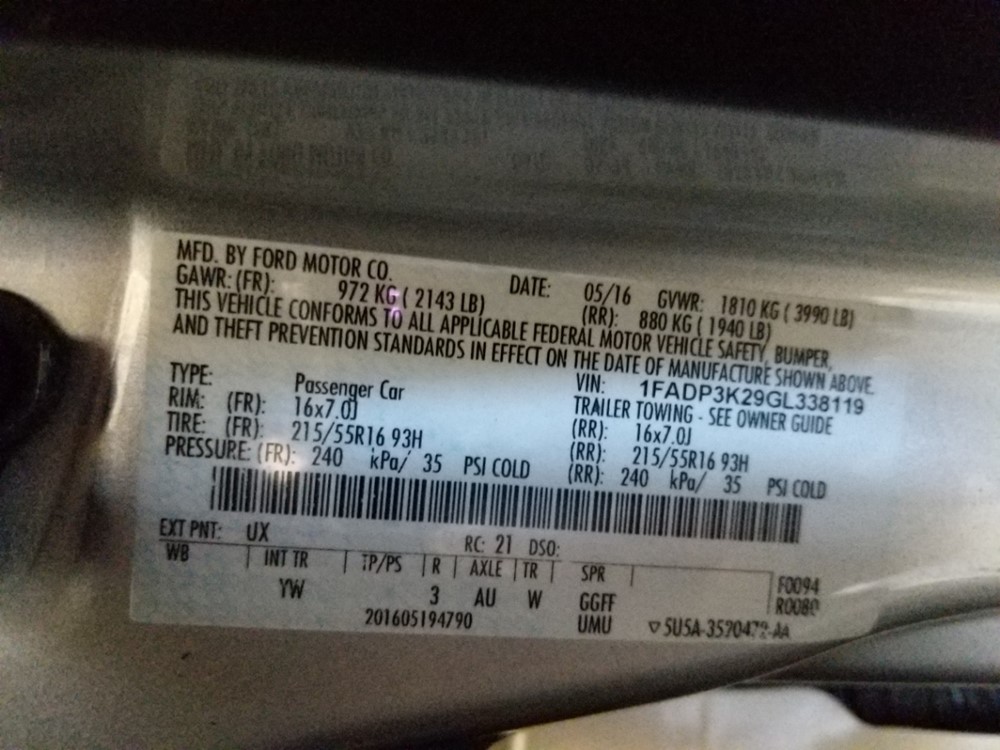 MFD. BY FORD MOTOR CO. DATE: 05/16 GVWR: 1810 KG ( 3990 LB)
GAWR: (FR): 972 KG ( 2143 LB) (RR): 880 KG ( 1940 LB)
THIS VEHICLE CONFORMS TO ALL APPLICABLE FEDERAL MOTOR VEHICLE SAFETY, BUMPER,
AND THEFT PREVENTION STANDARDS IN EFFECT ON THE DATE OF MANUFACTURE SHOWN ABOVE.
VIN: 1FADP3K29GL338119
TYPE: Passenger Car TRAILER TOWING - SEE OWNER GUIDE
RIM: (FR): 16x7.0J (RR): 16x7.0J
TIRE: (FR): 215/55R16 93H (RR): 215/55R16 93H
PRESSURE: (FR): 240 kPa/ 35 PSI COLD (RR): 240 kPa/ 35 PSI COLD
EXT PNT: UX RC: 21 DSO:
WB INT TR TP/PS R AXLE TR SPR F0094
YW 3 AU W GGFF
201605194790 UMU